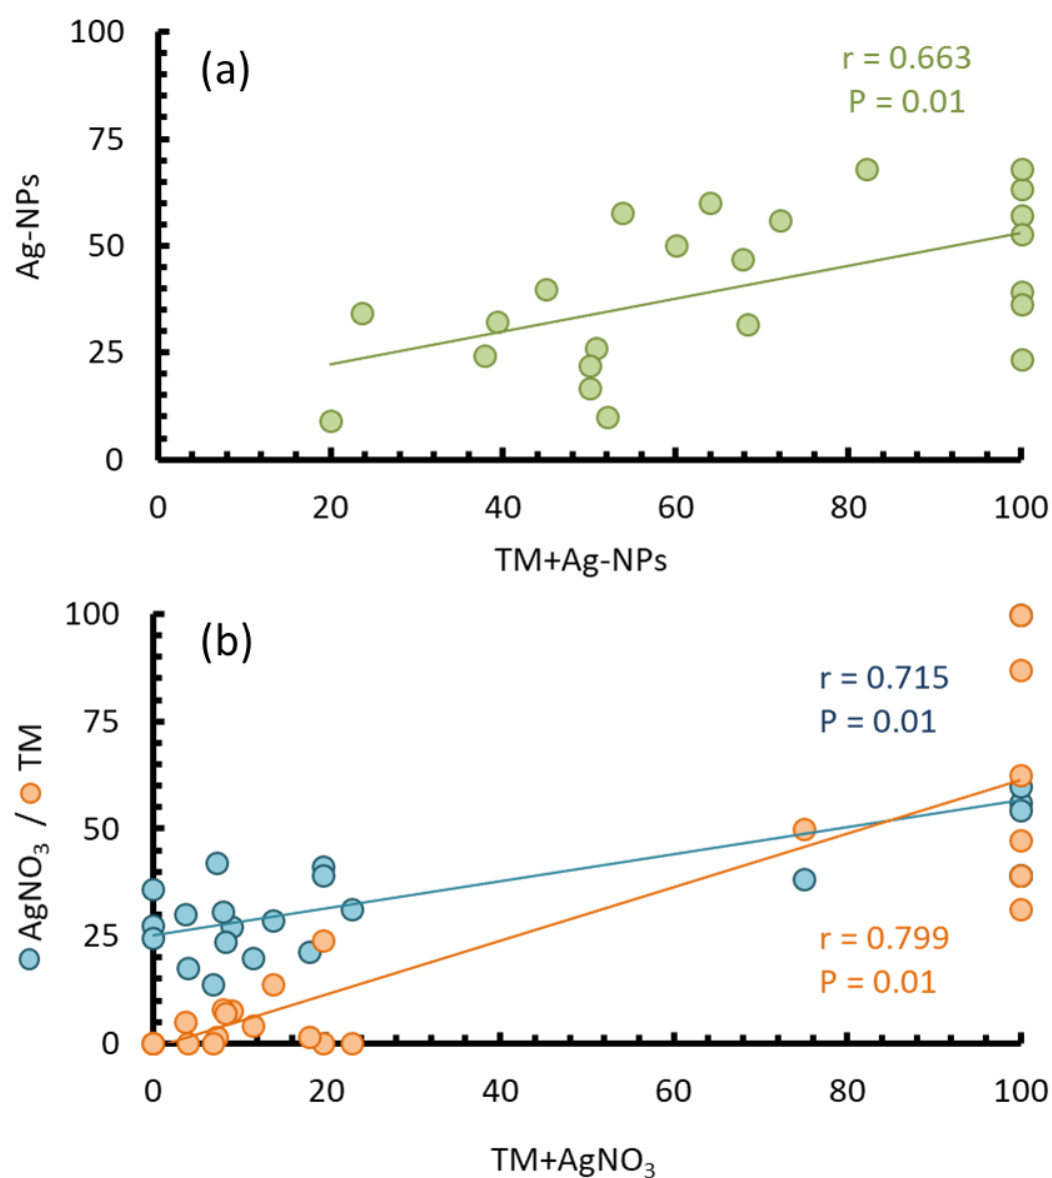 100
(a)
r = 0.663
P = 0.01
75
Ag-NPs
50
25
0
0 20 40 60 80 100
TM+Ag-NPs
100
(b)
r = 0.715
P = 0.01
75
AgNO₃ / TM
50
25
r = 0.799
P = 0.01
0
0 20 40 60 80 100
TM+AgNO₃